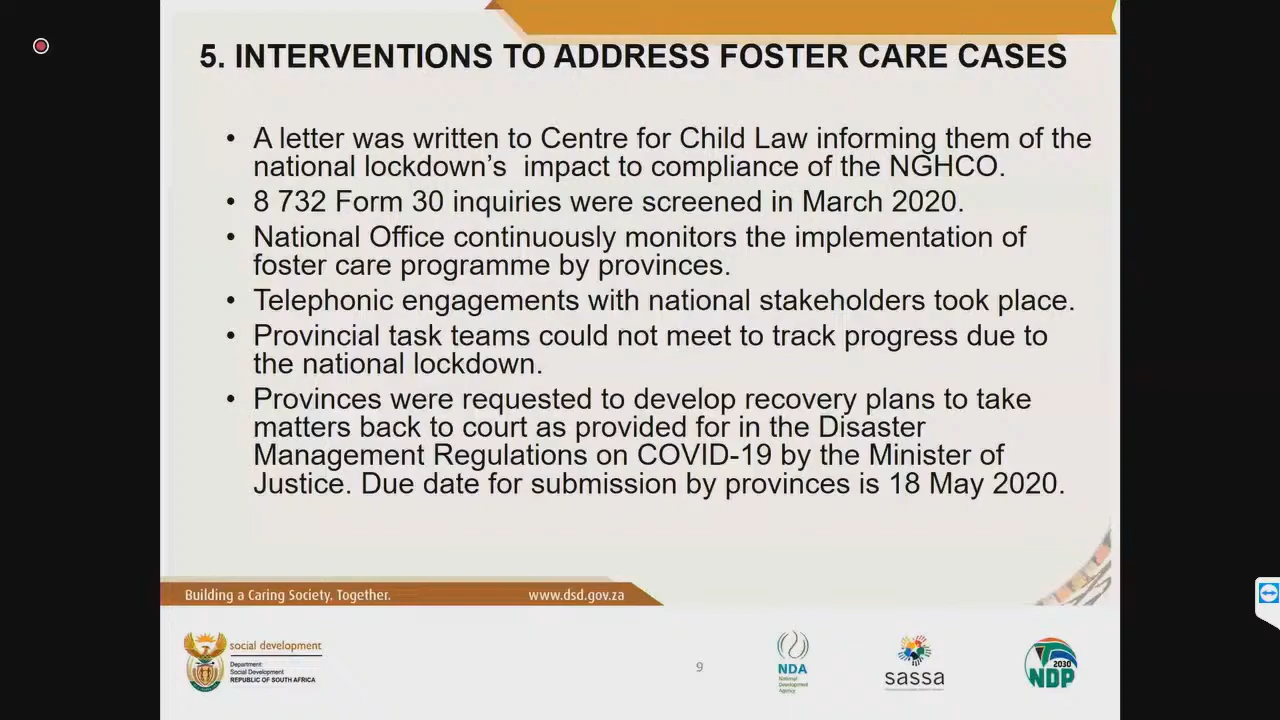 5. INTERVENTIONS TO ADDRESS FOSTER CARE CASES
• A letter was written to Centre for Child Law informing them of the
national lockdown’s  impact to compliance of the NGHCO.
• 8 732 Form 30 inquiries were screened in March 2020.
• National Office continuously monitors the implementation of
foster care programme by provinces.
• Telephonic engagements with national stakeholders took place.
• Provincial task teams could not meet to track progress due to
the national lockdown.
• Provinces were requested to develop recovery plans to take
matters back to court as provided for in the Disaster
Management Regulations on COVID-19 by the Minister of
Justice. Due date for submission by provinces is 18 May 2020.
Building a Caring Society. Together.
www.dsd.gov.za
social development
Department:
Social Development
REPUBLIC OF SOUTH AFRICA
9
NDA
National
Development
Agency
sassa
2030
NDP